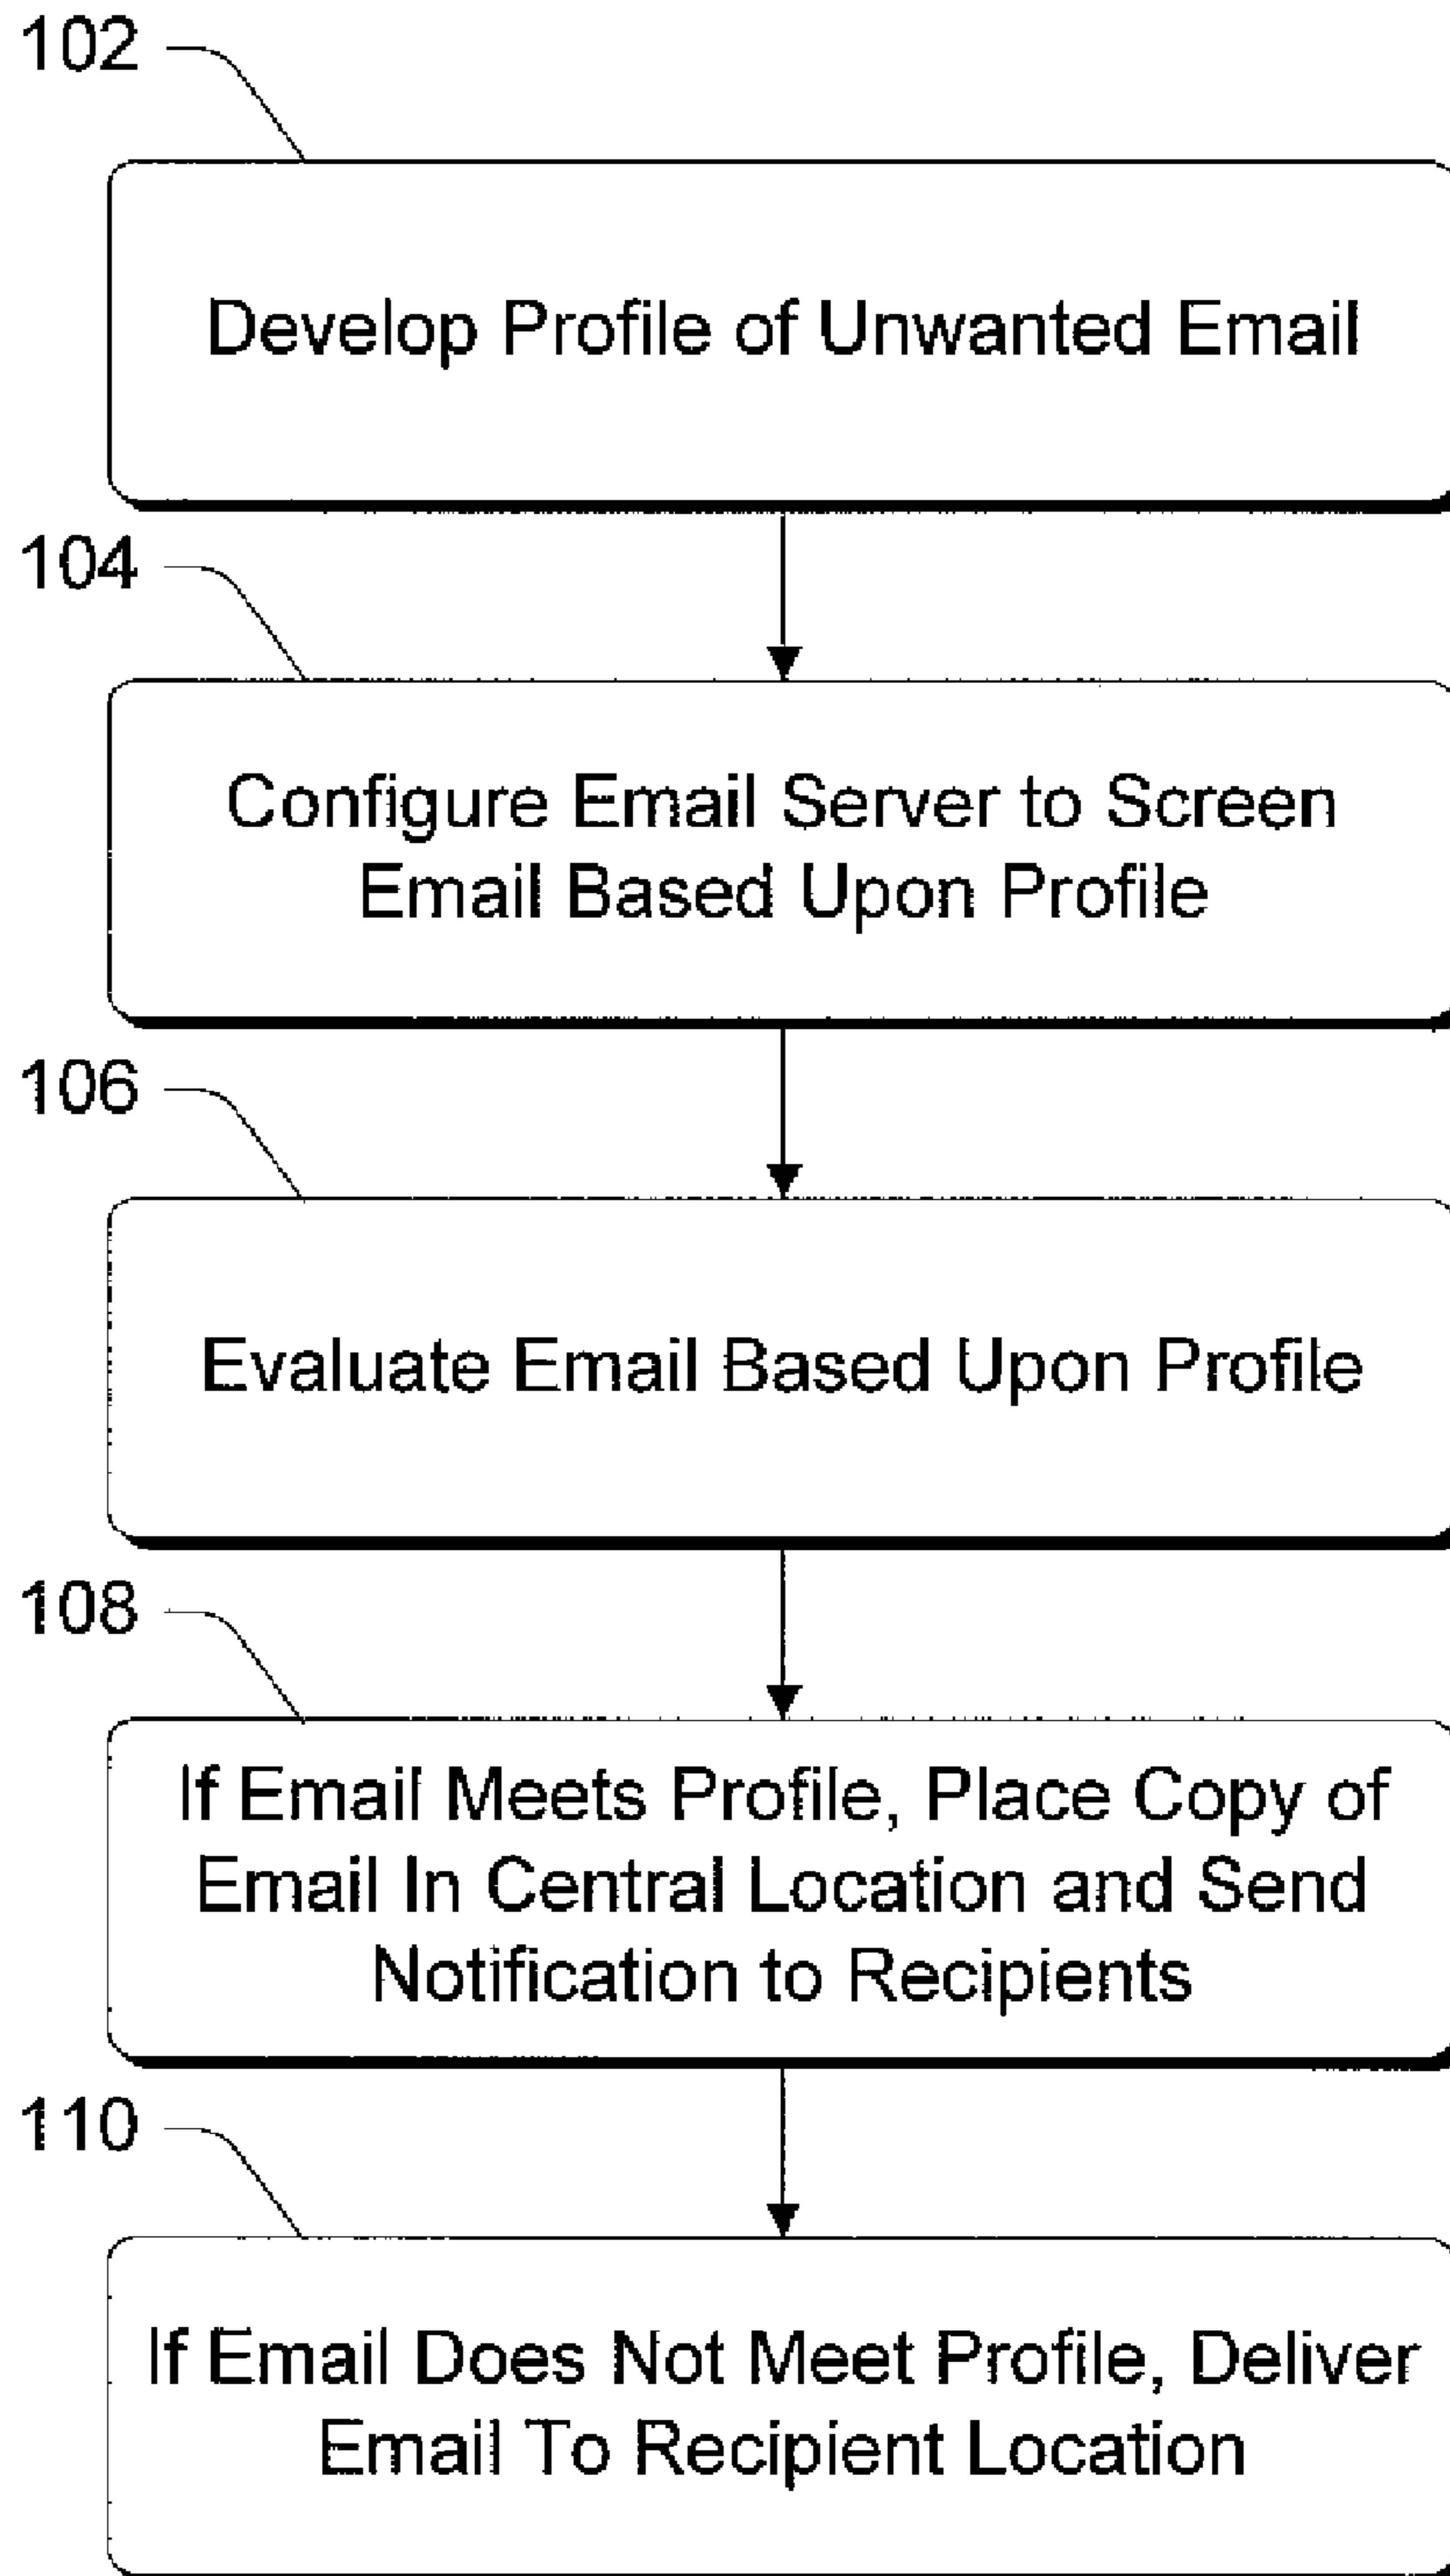 102
Develop Profile of Unwanted Email
104
Configure Email Server to Screen
Email Based Upon Profile
106
Evaluate Email Based Upon Profile
108
If Email Meets Profile, Place Copy of
Email In Central Location and Send
Notification to Recipients
110
If Email Does Not Meet Profile, Deliver
Email To Recipient Location